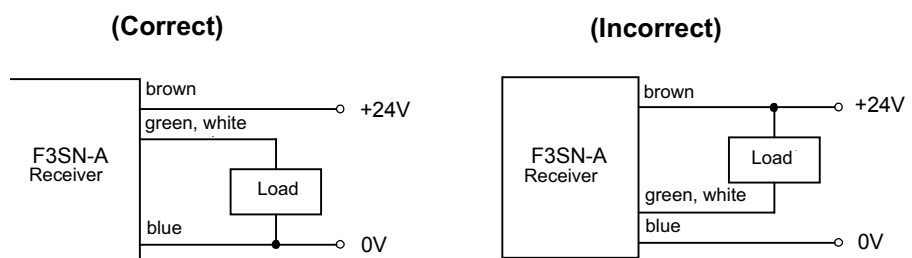 (Correct)
brown
+24V
green, white
F3SN-A
Receiver
Load
blue
0V
(Incorrect)
brown
+24V
F3SN-A
Receiver
Load
green, white
blue
0V